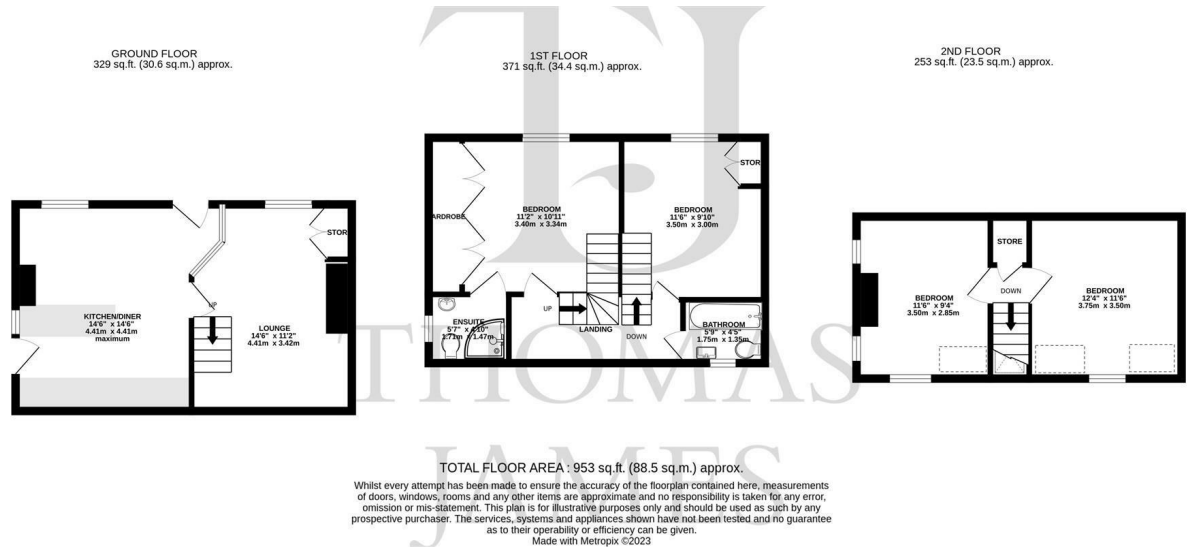 GROUND FLOOR
329 sq.ft. (30.6 sq.m.) approx.
STOR
UP
KITCHEN/DINER
14'6" x 14'6"
4.41m x 4.41m
maximum
LOUNGE
14'6" x 11'2"
4.41m x 3.42m
1ST FLOOR
371 sq.ft. (34.4 sq.m.) approx.
STOR
ARDROBE
BEDROOM
11'2" x 10'11"
3.40m x 3.34m
BEDROOM
11'6" x 9'10"
3.50m x 3.00m
UP
LANDING
DOWN
ENSUITE
5'7" x 4'10"
1.71m x 1.47m
BATHROOM
5'9" x 4'5"
1.75m x 1.35m
2ND FLOOR
253 sq.ft. (23.5 sq.m.) approx.
STORE
DOWN
BEDROOM
11'6" x 9'4"
3.50m x 2.85m
BEDROOM
12'4" x 11'6"
3.75m x 3.50m
TJ
THOMAS
JAMES
TOTAL FLOOR AREA : 953 sq.ft. (88.5 sq.m.) approx.
Whilst every attempt has been made to ensure the accuracy of the floorplan contained here, measurements
of doors, windows, rooms and any other items are approximate and no responsibility is taken for any error,
omission or mis-statement. This plan is for illustrative purposes only and should be used as such by any
prospective purchaser. The services, systems and appliances shown have not been tested and no guarantee
as to their operability or efficiency can be given.
Made with Metropix ©2023